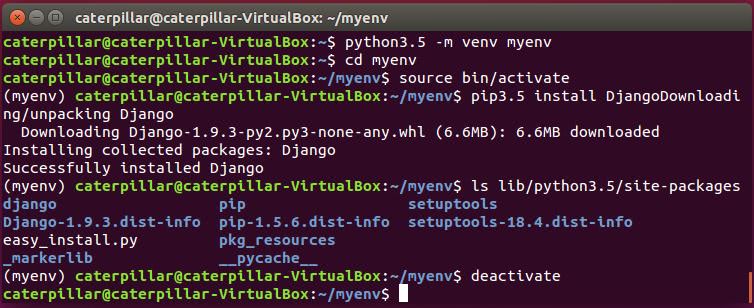 caterpillar@caterpillar-VirtualBox: ~/myenv
caterpillar@caterpillar-VirtualBox:~$ python3.5 -m venv myenv
caterpillar@caterpillar-VirtualBox:~$ cd myenv
caterpillar@caterpillar-VirtualBox:~/myenv$ source bin/activate
(myenv) caterpillar@caterpillar-VirtualBox:~/myenv$ pip3.5 install DjangoDownloadi
ng/unpacking Django
  Downloading Django-1.9.3-py2.py3-none-any.whl (6.6MB): 6.6MB downloaded
Installing collected packages: Django
Successfully installed Django
(myenv) caterpillar@caterpillar-VirtualBox:~/myenv$ ls lib/python3.5/site-packages
django                  pip                    setuptools
Django-1.9.3.dist-info  pip-1.5.6.dist-info    setuptools-18.4.dist-info
easy_install.py         pkg_resources
_markerlib              __pycache__
(myenv) caterpillar@caterpillar-VirtualBox:~/myenv$ deactivate
caterpillar@caterpillar-VirtualBox:~/myenv$